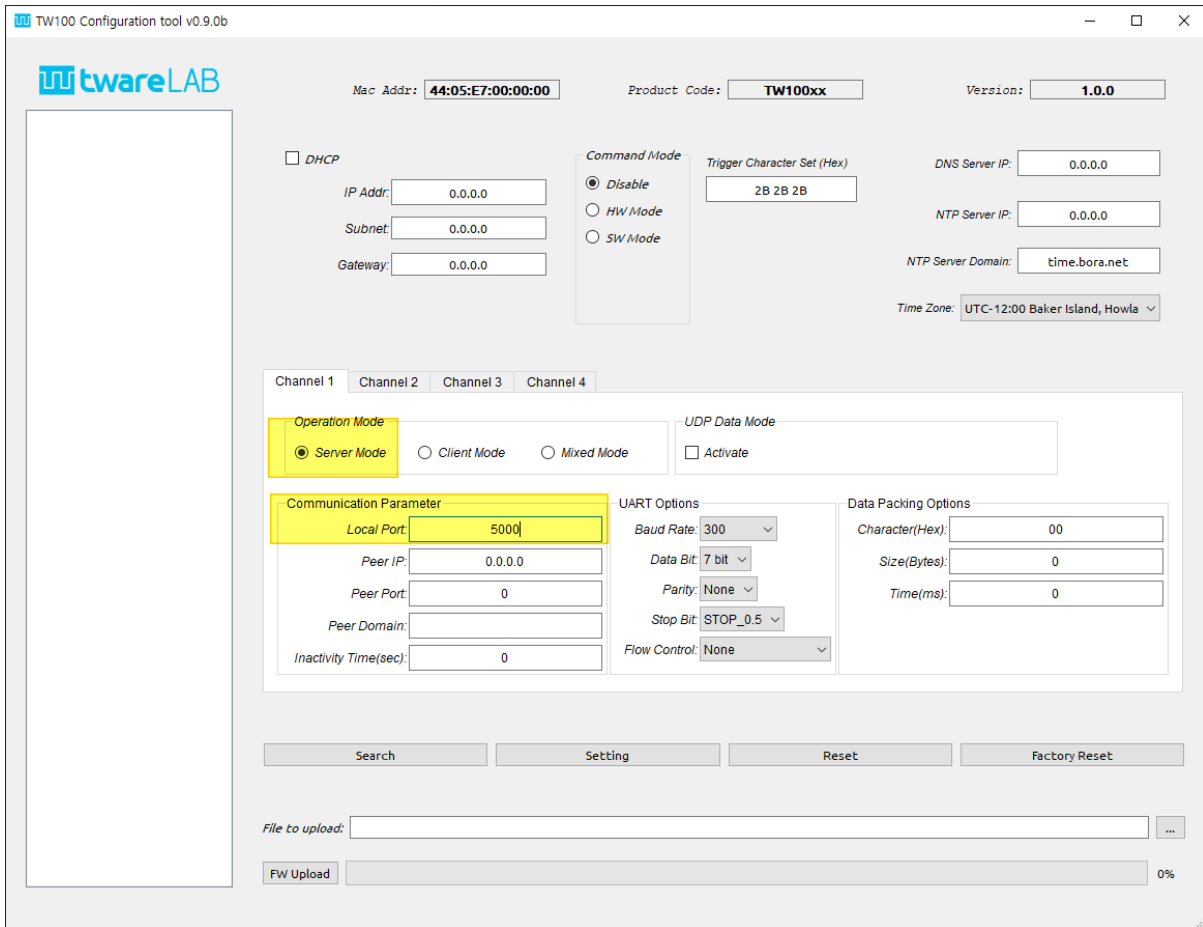 TW100 Configuration tool v0.9.0b
twareLAB
Mac Addr: 44:05:E7:00:00:00 Product Code: TW100xx Version: 1.0.0
DHCP
IP Addr: 0.0.0.0
Subnet: 0.0.0.0
Gateway: 0.0.0.0
Command Mode
Disable
HW Mode
SW Mode
Trigger Character Set (Hex)
2B 2B 2B
DNS Server IP: 0.0.0.0
NTP Server IP: 0.0.0.0
NTP Server Domain: time.bora.net
Time Zone: UTC-12:00 Baker Island, Howla
Channel 1 Channel 2 Channel 3 Channel 4
Operation Mode
Server Mode Client Mode Mixed Mode
UDP Data Mode
Activate
Communication Parameter
Local Port: 5000
Peer IP: 0.0.0.0
Peer Port: 0
Peer Domain:
Inactivity Time(sec): 0
UART Options
Baud Rate: 300
Data Bit: 7 bit
Parity: None
Stop Bit: STOP_0.5
Flow Control: None
Data Packing Options
Character(Hex): 00
Size(Bytes): 0
Time(ms): 0
Search Setting Reset Factory Reset
File to upload: ...
FW Upload 0%